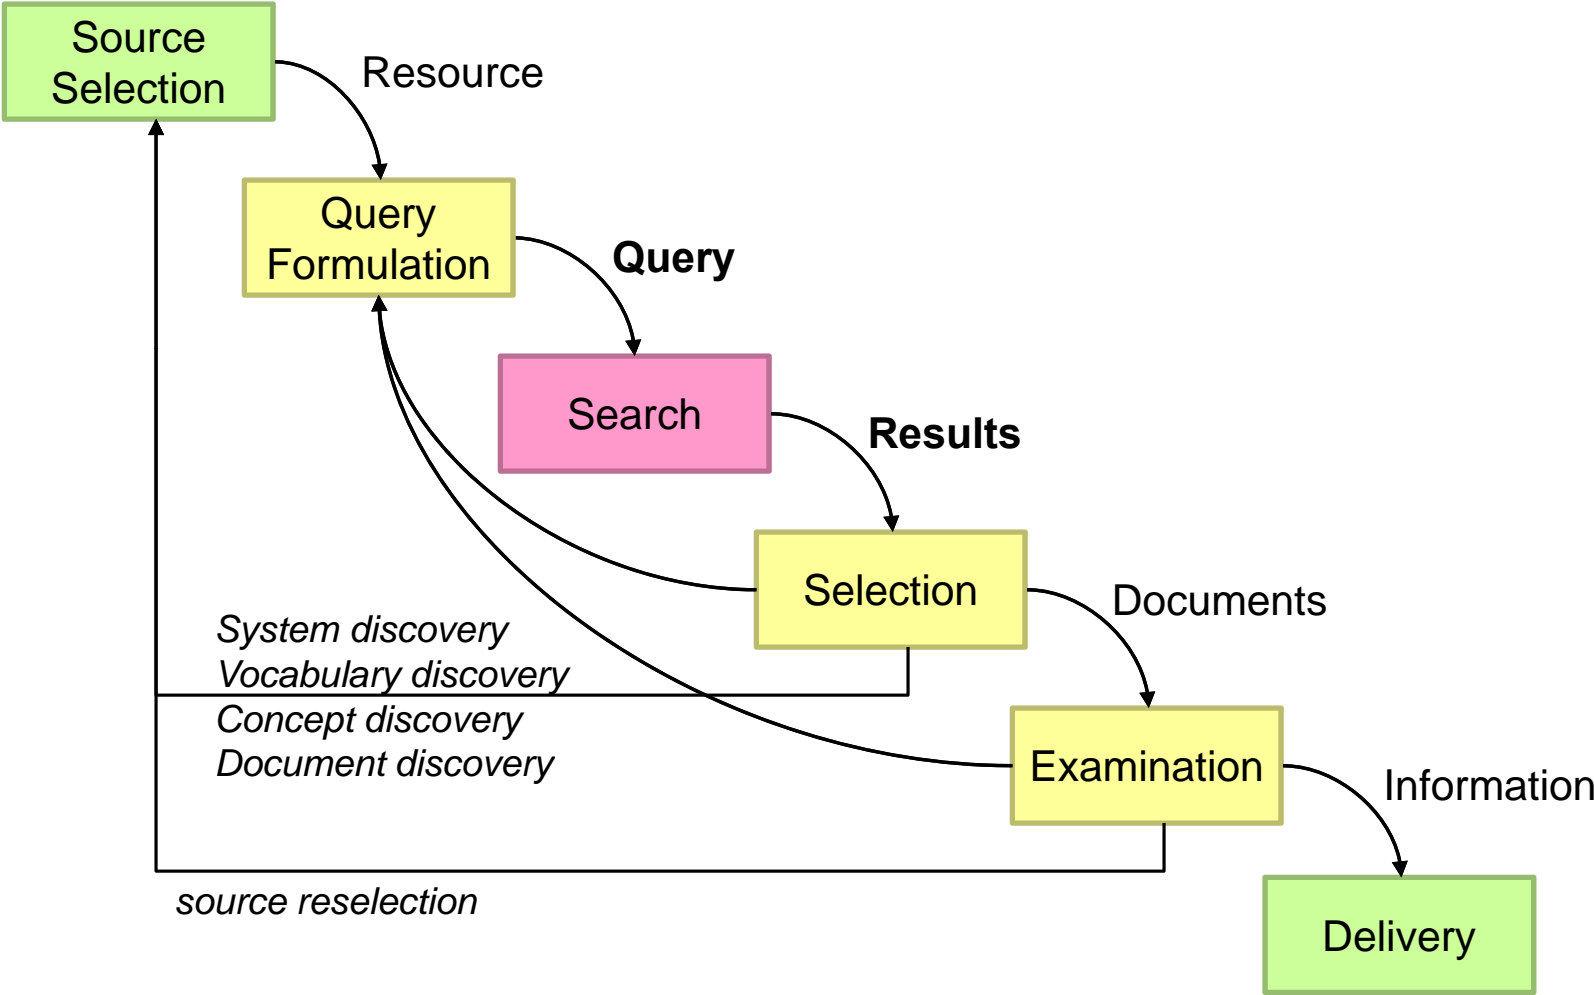 Source
Selection
Resource
Query
Formulation
Query
Search
Results
Selection
Documents
System discovery
Vocabulary discovery
Concept discovery
Document discovery
Examination
Information
source reselection
Delivery